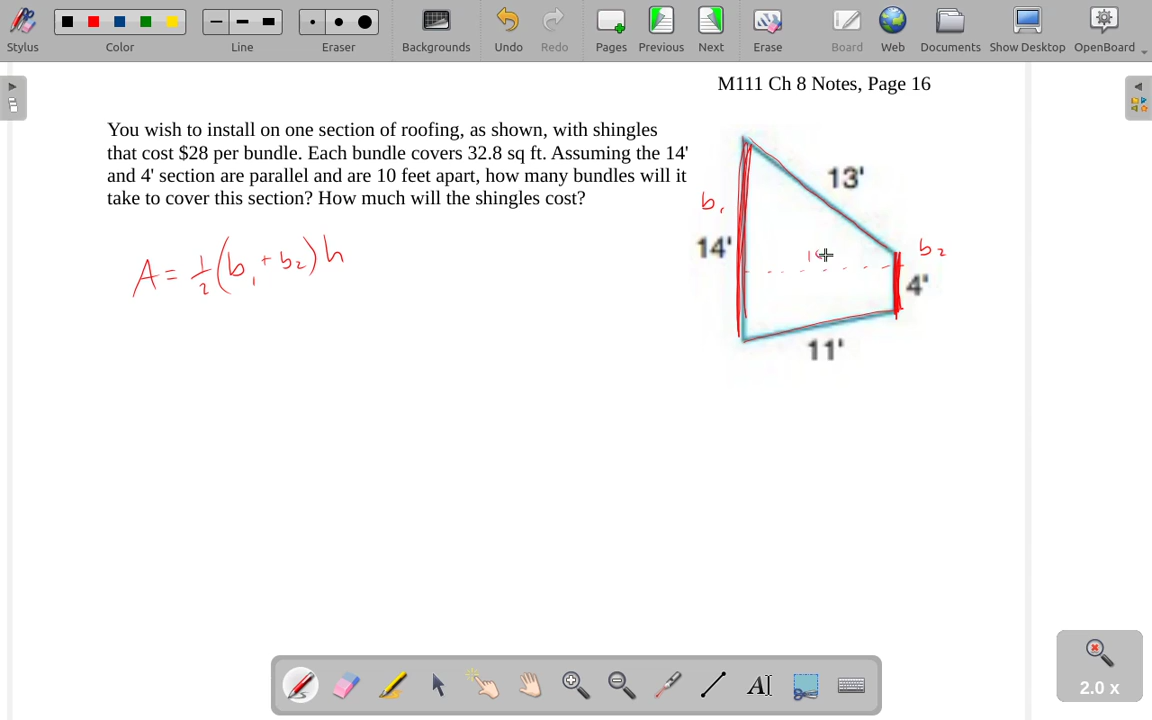 Stylus
Color
Line
Eraser
Backgrounds
Undo
Redo
Pages
Previous
Next
Erase
Board
Web
Documents
Show Desktop
OpenBoard
M111 Ch 8 Notes, Page 16
You wish to install on one section of roofing, as shown, with shingles
that cost $28 per bundle. Each bundle covers 32.8 sq ft. Assuming the 14'
and 4' section are parallel and are 10 feet apart, how many bundles will it
take to cover this section? How much will the shingles cost?
13'
b₁
14'
b₂
4'
11'
A = 1/2 (b₁ + b₂) h
AI
2.0 x